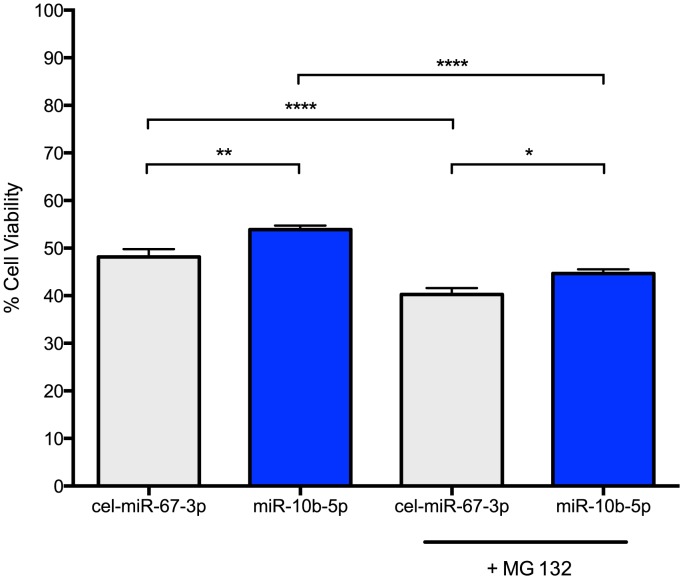 % Cell Viability
100
90
80
70
60
50
40
30
20
10
0
****
****
**
*
cel-miR-67-3p
miR-10b-5p
cel-miR-67-3p
miR-10b-5p
+ MG 132